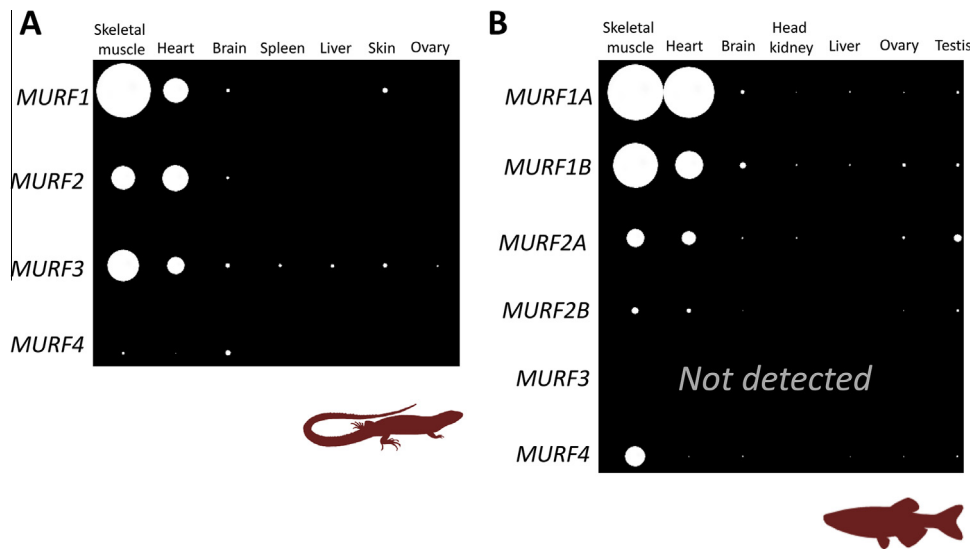 A
Skeletal muscle Heart Brain Spleen Liver Skin Ovary
MURF1
MURF2
MURF3
MURF4
B
Skeletal muscle Heart Brain Head kidney Liver Ovary Testis
MURF1A
MURF1B
MURF2A
MURF2B
MURF3 Not detected
MURF4